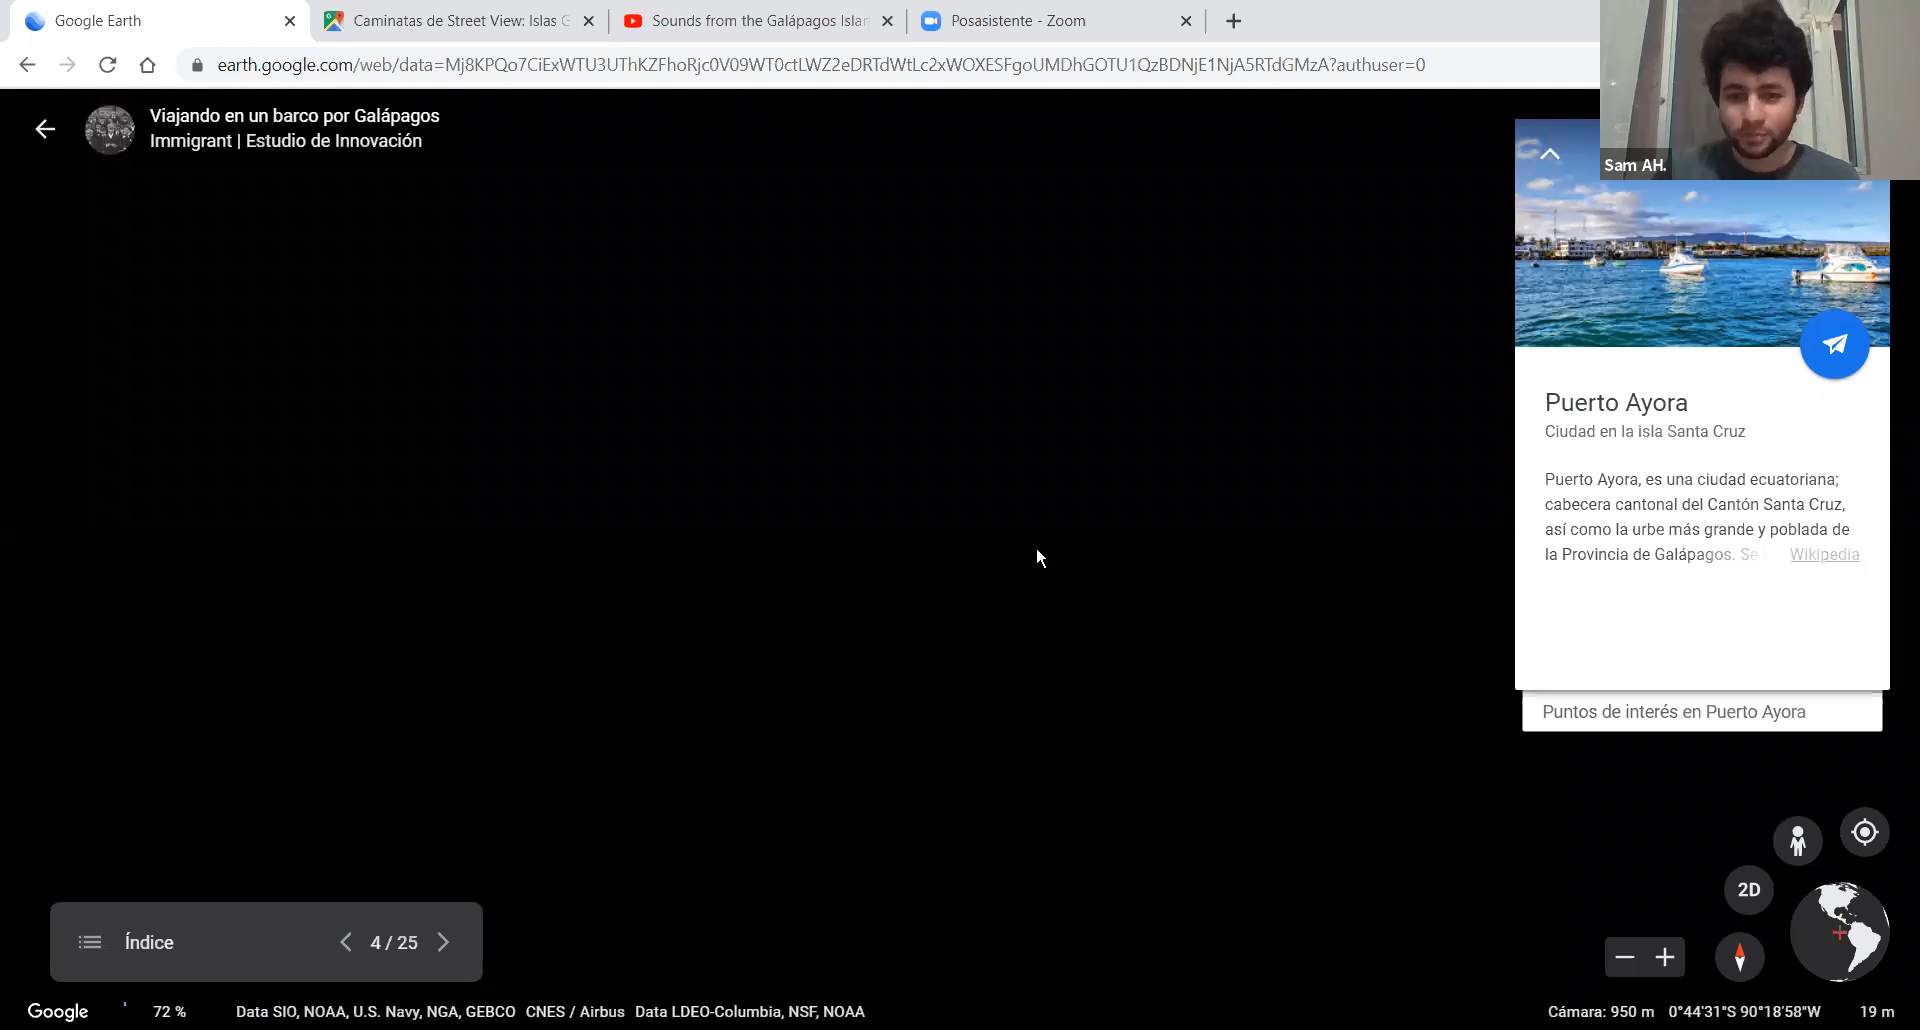 Google Earth
Caminatas de Street View: Islas G
Sounds from the Galápagos Islar
Posasistente - Zoom
earth.google.com/web/data=Mj8KPQo7CiExWTU3UThKZFhoRjc0V09WT0ctLWZ2eDRTdWtLc2xWOXESFgoUMDhGOTU1QzBDNjE1NjA5RTdGMzA?authuser=0
Viajando en un barco por Galápagos
Immigrant | Estudio de Innovación
Sam AH.
Puerto Ayora
Ciudad en la isla Santa Cruz
Puerto Ayora, es una ciudad ecuatoriana;
cabecera cantonal del Cantón Santa Cruz,
así como la urbe más grande y poblada de
la Provincia de Galápagos. Se Wikipedia
Puntos de interés en Puerto Ayora
2D
Índice
4 / 25
Google
72 %
Data SIO, NOAA, U.S. Navy, NGA, GEBCO CNES / Airbus Data LDEO-Columbia, NSF, NOAA
Cámara: 950 m 0°44'31"S 90°18'58"W
19 m